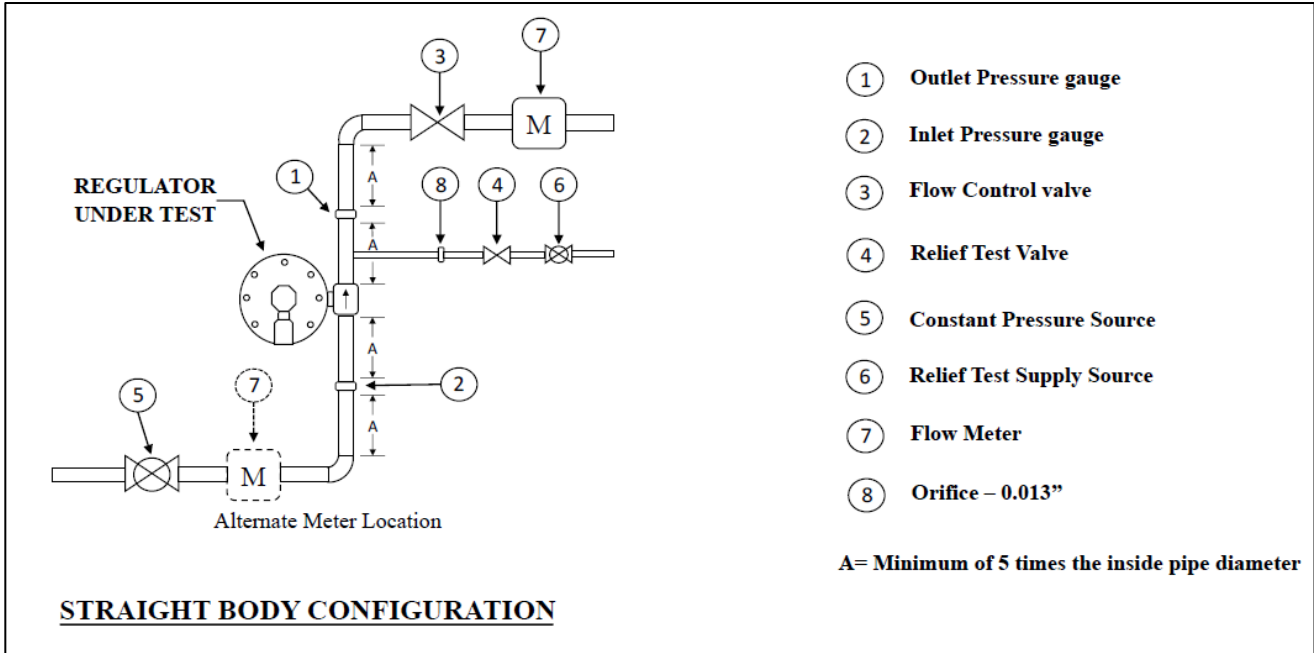 7
3
1
Outlet Pressure gauge
2
Inlet Pressure gauge
M
A
REGULATOR
UNDER TEST
1
8
4
6
3
Flow Control valve
A
4
Relief Test Valve
A
5
Constant Pressure Source
7
2
5
6
Relief Test Supply Source
A
7
Flow Meter
M
8
Orifice – 0.013”
Alternate Meter Location
A= Minimum of 5 times the inside pipe diameter
STRAIGHT BODY CONFIGURATION